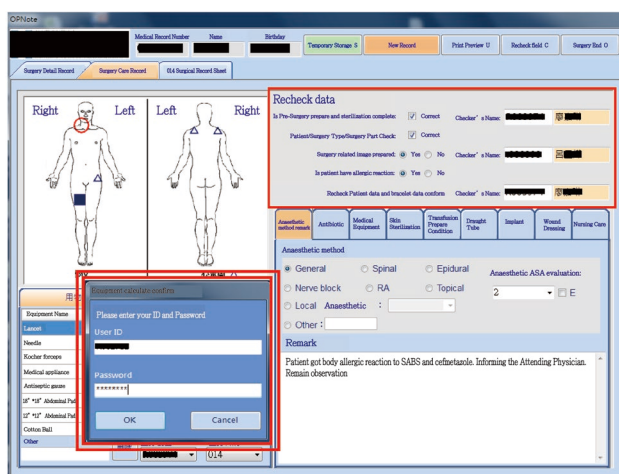 OPNote
Medical Record Number Name Birthday
Temporary Storage S New Record Print Preview U Recheck field C Surgery End O
Surgery Detail Record Surgery Care Record 014 Surgical Record Sheet
Right Left Left Right
Recheck data
Is Pre-Surgery prepare and sterilization complete: Correct Checker's Name:
Patient/Surgery Type/Surgery Part Check: Correct
Surgery related image prepared: Yes No Checker's Name:
Is patient have allergic reaction: Yes No
Recheck Patient data and bracelet data conform Checker's Name:
Anaesthetic method remark Antibiotic Medical Equipment Skin Sterilization Transfusion Prepare Condition Draught Tube Implant Wound Dressing Nursing Care
Anaesthetic method
General Spinal Epidural Anaesthetic ASA evaluation:
Nerve block RA Topical 2 E
Local Anaesthetic :
Other :
Remark
Patient got body allergic reaction to SABS and cefmetazole. Informing the Attending Physician.
Remain observation
Equipment Name
Lancet
Needle
Kocher forceps
Medical appliance
Antiseptic gauze
18" *18" Abdominal Pad
12" *12" Abdominal Pad
Cotton Ball
Other
Equipment calculate confirm
Please enter your ID and Password
User ID
Password
********
OK Cancel
014